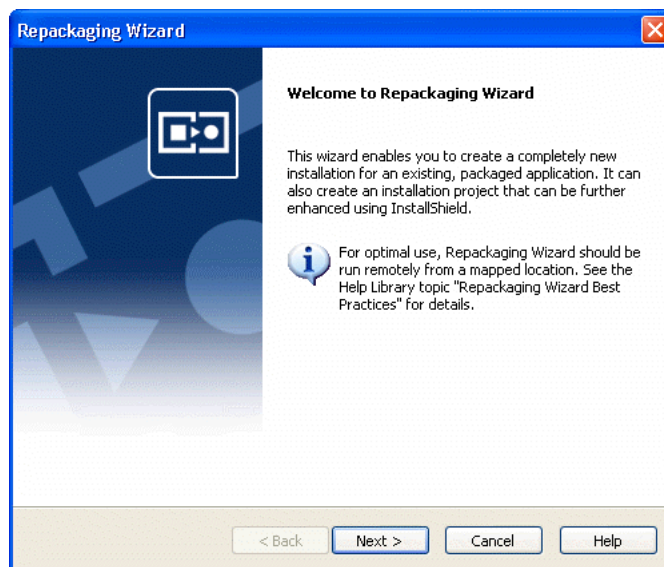 Repackaging Wizard
Welcome to Repackaging Wizard
This wizard enables you to create a completely new
installation for an existing, packaged application. It can
also create an installation project that can be further
enhanced using InstallShield.
For optimal use, Repackaging Wizard should be
run remotely from a mapped location. See the
Help Library topic "Repackaging Wizard Best
Practices" for details.
< Back Next > Cancel Help